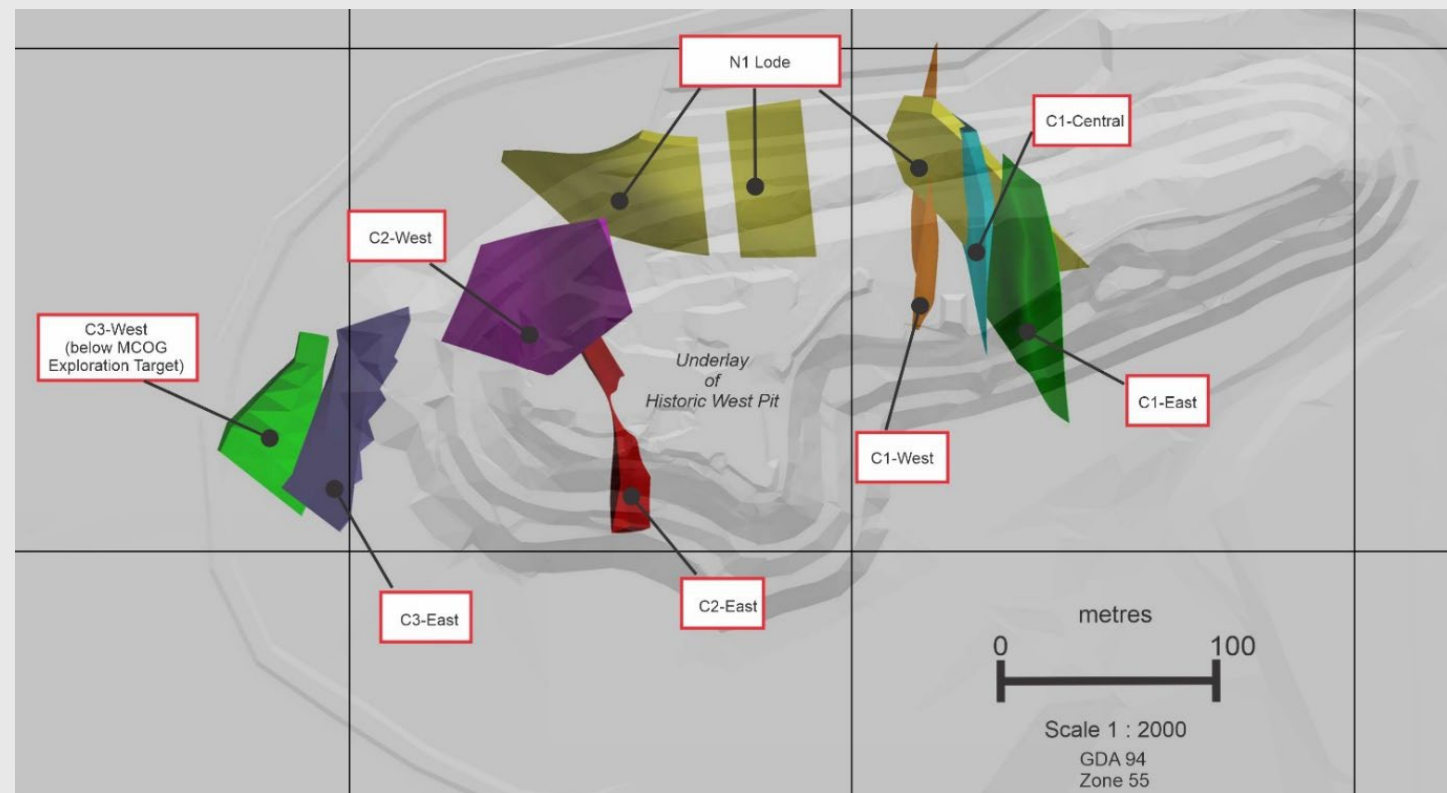 N1 Lode
C1-Central
C2-West
C3-West
(below MCOG
Exploration Target)
Underlay
of
Historic West Pit
C1-East
C1-West
C3-East
C2-East
metres
0 100
Scale 1 : 2000
GDA 94
Zone 55